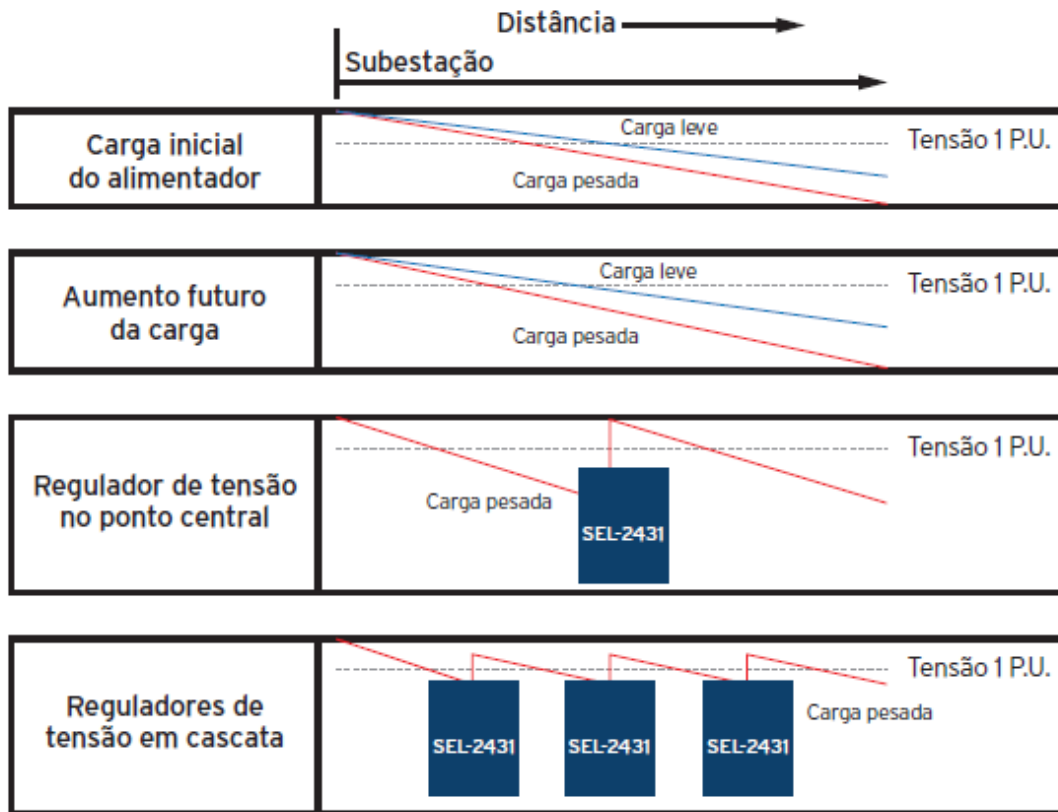 Distância
Subestação
Carga inicial
do alimentador
Carga leve
Carga pesada
Tensão 1 P.U.
Aumento futuro
da carga
Carga leve
Carga pesada
Tensão 1 P.U.
Regulador de tensão
no ponto central
Carga pesada
SEL-2431
Tensão 1 P.U.
Reguladores de
tensão em cascata
SEL-2431
SEL-2431
SEL-2431
Tensão 1 P.U.
Carga pesada